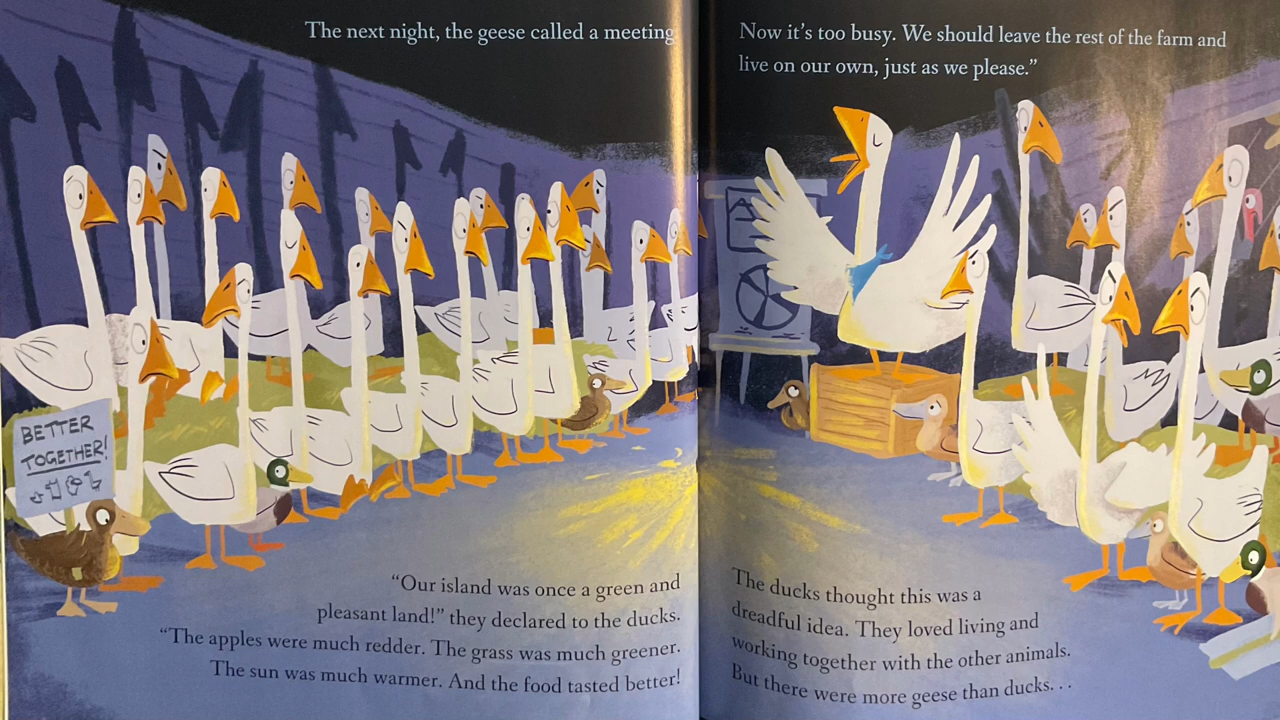 The next night, the geese called a meeting.
BETTER
TOGETHER!
“Our island was once a green and
pleasant land!” they declared to the ducks.
“The apples were much redder. The grass was much greener.
The sun was much warmer. And the food tasted better!
Now it’s too busy. We should leave the rest of the farm and
live on our own, just as we please.”
The ducks thought this was a
dreadful idea. They loved living and
working together with the other animals.
But there were more geese than ducks. . .